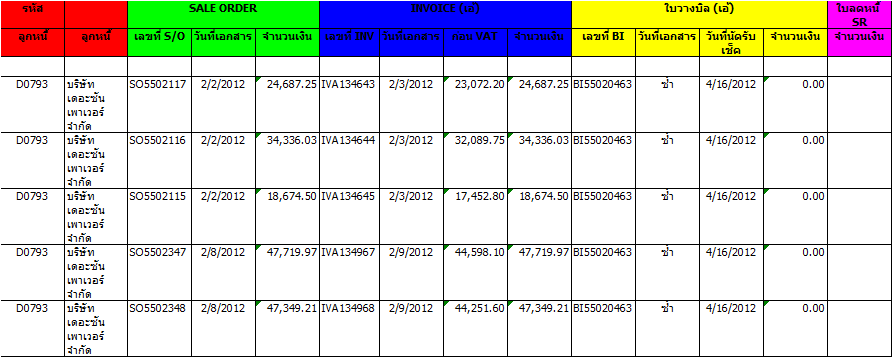 รหัส SALE ORDER INVOICE (เอ๋) ใบวางบิล (เอ๋) ใบลดหนี้ SR
ลูกหนี้ ลูกหนี้ เลขที่ S/O วันที่เอกสาร จำนวนเงิน เลขที่ INV วันที่เอกสาร ก่อน VAT จำนวนเงิน เลขที่ BI วันที่เอกสาร วันที่นัดรับเช็ค จำนวนเงิน จำนวนเงิน
D0793 บริษัท SO5502117 2/2/2012 24,687.25 IVA134643 2/3/2012 23,072.20 24,687.25 BI55020463 ซ้ำ 4/16/2012 0.00
เดอะซัน
เพาเวอร์
จำกัด
D0793 บริษัท SO5502116 2/2/2012 34,336.03 IVA134644 2/3/2012 32,089.75 34,336.03 BI55020463 ซ้ำ 4/16/2012 0.00
เดอะซัน
เพาเวอร์
จำกัด
D0793 บริษัท SO5502115 2/2/2012 18,674.50 IVA134645 2/3/2012 17,452.80 18,674.50 BI55020463 ซ้ำ 4/16/2012 0.00
เดอะซัน
เพาเวอร์
จำกัด
D0793 บริษัท SO5502347 2/8/2012 47,719.97 IVA134967 2/9/2012 44,598.10 47,719.97 BI55020463 ซ้ำ 4/16/2012 0.00
เดอะซัน
เพาเวอร์
จำกัด
D0793 บริษัท SO5502348 2/8/2012 47,349.21 IVA134968 2/9/2012 44,251.60 47,349.21 BI55020463 ซ้ำ 4/16/2012 0.00
เดอะซัน
เพาเวอร์
จำกัด